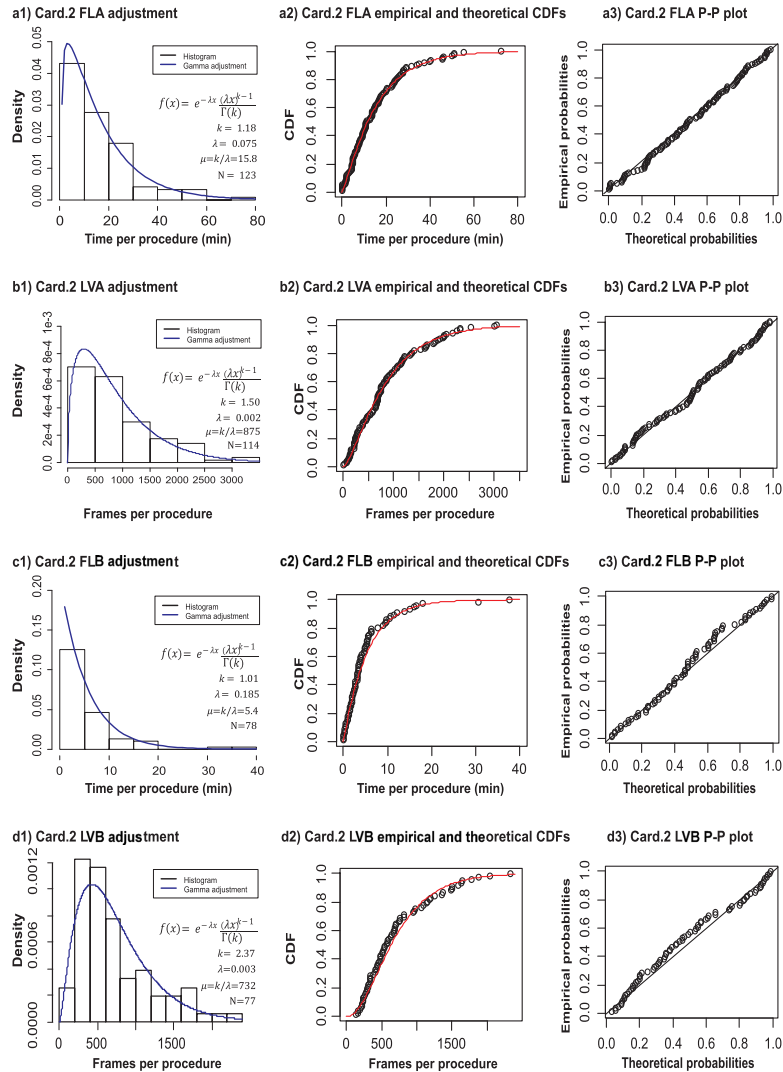 a1) Card.2 FLA adjustment
Density
0.00 0.01 0.02 0.03 0.04 0.05
Histogram
Gamma adjustment
f(x)= e^{−λx} (λx)^{k−1} / Γ(k)
k = 1.18
λ = 0.075
μ=k/λ=15.8
N = 123
0 20 40 60 80
Time per procedure (min)
a2) Card.2 FLA empirical and theoretical CDFs
CDF
0.0 0.2 0.4 0.6 0.8 1.0
0 20 40 60 80
Time per procedure (min)
a3) Card.2 FLA P-P plot
Empirical probabilities
0.0 0.2 0.4 0.6 0.8 1.0
0.0 0.2 0.4 0.6 0.8 1.0
Theoretical probabilities
b1) Card.2 LVA adjustment
Density
0.0 2e-4 4e-4 6e-4 8e-4 1e-3
Histogram
Gamma adjustment
f(x)= e^{−λx} (λx)^{k−1} / Γ(k)
k = 1.50
λ = 0.002
μ=k/λ=875
N=114
0 500 1000 1500 2000 2500 3000
Frames per procedure
b2) Card.2 LVA empirical and theoretical CDFs
CDF
0.0 0.2 0.4 0.6 0.8 1.0
0 1000 2000 3000
Frames per procedure
b3) Card.2 LVA P-P plot
Empirical probabilities
0.0 0.2 0.4 0.6 0.8 1.0
0.0 0.2 0.4 0.6 0.8 1.0
Theoretical probabilities
c1) Card.2 FLB adjustment
Density
0.00 0.05 0.10 0.15 0.20
Histogram
Gamma adjustment
f(x)= e^{−λx} (λx)^{k−1} / Γ(k)
k = 1.01
λ = 0.185
μ=k/λ=5.4
N=78
0 10 20 30 40
Time per procedure (min)
c2) Card.2 FLB empirical and theoretical CDFs
CDF
0.0 0.2 0.4 0.6 0.8 1.0
0 10 20 30 40
Time per procedure (min)
c3) Card.2 FLB P-P plot
Empirical probabilities
0.0 0.2 0.4 0.6 0.8 1.0
0.0 0.2 0.4 0.6 0.8 1.0
Theoretical probabilities
d1) Card.2 LVB adjustment
Density
0.0000 0.0006 0.0012
Histogram
Gamma adjustment
f(x)= e^{−λx} (λx)^{k−1} / Γ(k)
k= 2.37
λ=0.003
μ=k/λ=732
N=77
0 500 1500
Frames per procedure
d2) Card.2 LVB empirical and theoretical CDFs
CDF
0.0 0.2 0.4 0.6 0.8 1.0
0 500 1500
Frames per procedure
d3) Card.2 LVB P-P plot
Empirical probabilities
0.0 0.2 0.4 0.6 0.8 1.0
0.0 0.2 0.4 0.6 0.8 1.0
Theoretical probabilities